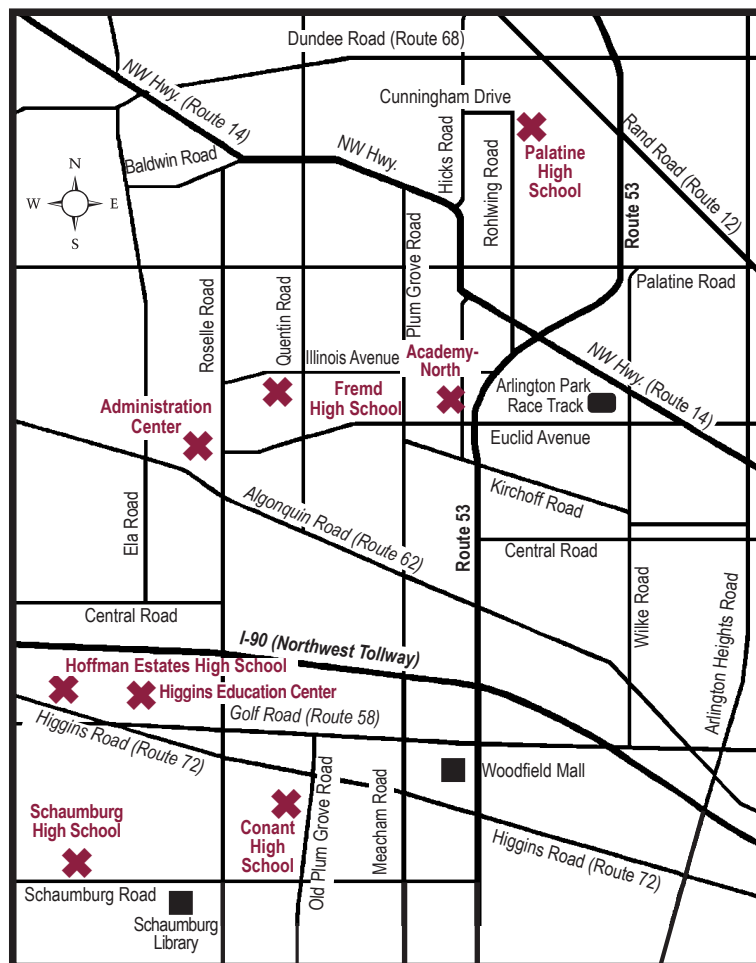 Dundee Road (Route 68)
NW Hwy. (Route 14)
Cunningham Drive
Rand Road (Route 12)
Baldwin Road
NW Hwy.
Hicks Road
Rohlwing Road
Palatine
High
School
Route 53
N
W
E
S
Palatine Road
Roselle Road
Quentin Road
Plum Grove Road
Illinois Avenue
Academy-
North
NW Hwy. (Route 14)
Fremd
High School
Arlington Park
Race Track
Administration
Center
Euclid Avenue
Kirchoff Road
Ela Road
Algonquin Road (Route 62)
Route 53
Central Road
Wilke Road
Arlington Heights Road
Central Road
I-90 (Northwest Tollway)
Hoffman Estates High School
Higgins Education Center
Golf Road (Route 58)
Higgins Road (Route 72)
Woodfield Mall
Schaumburg
High School
Conant
High
School
Old Plum Grove Road
Meacham Road
Higgins Road (Route 72)
Schaumburg Road
Schaumburg
Library